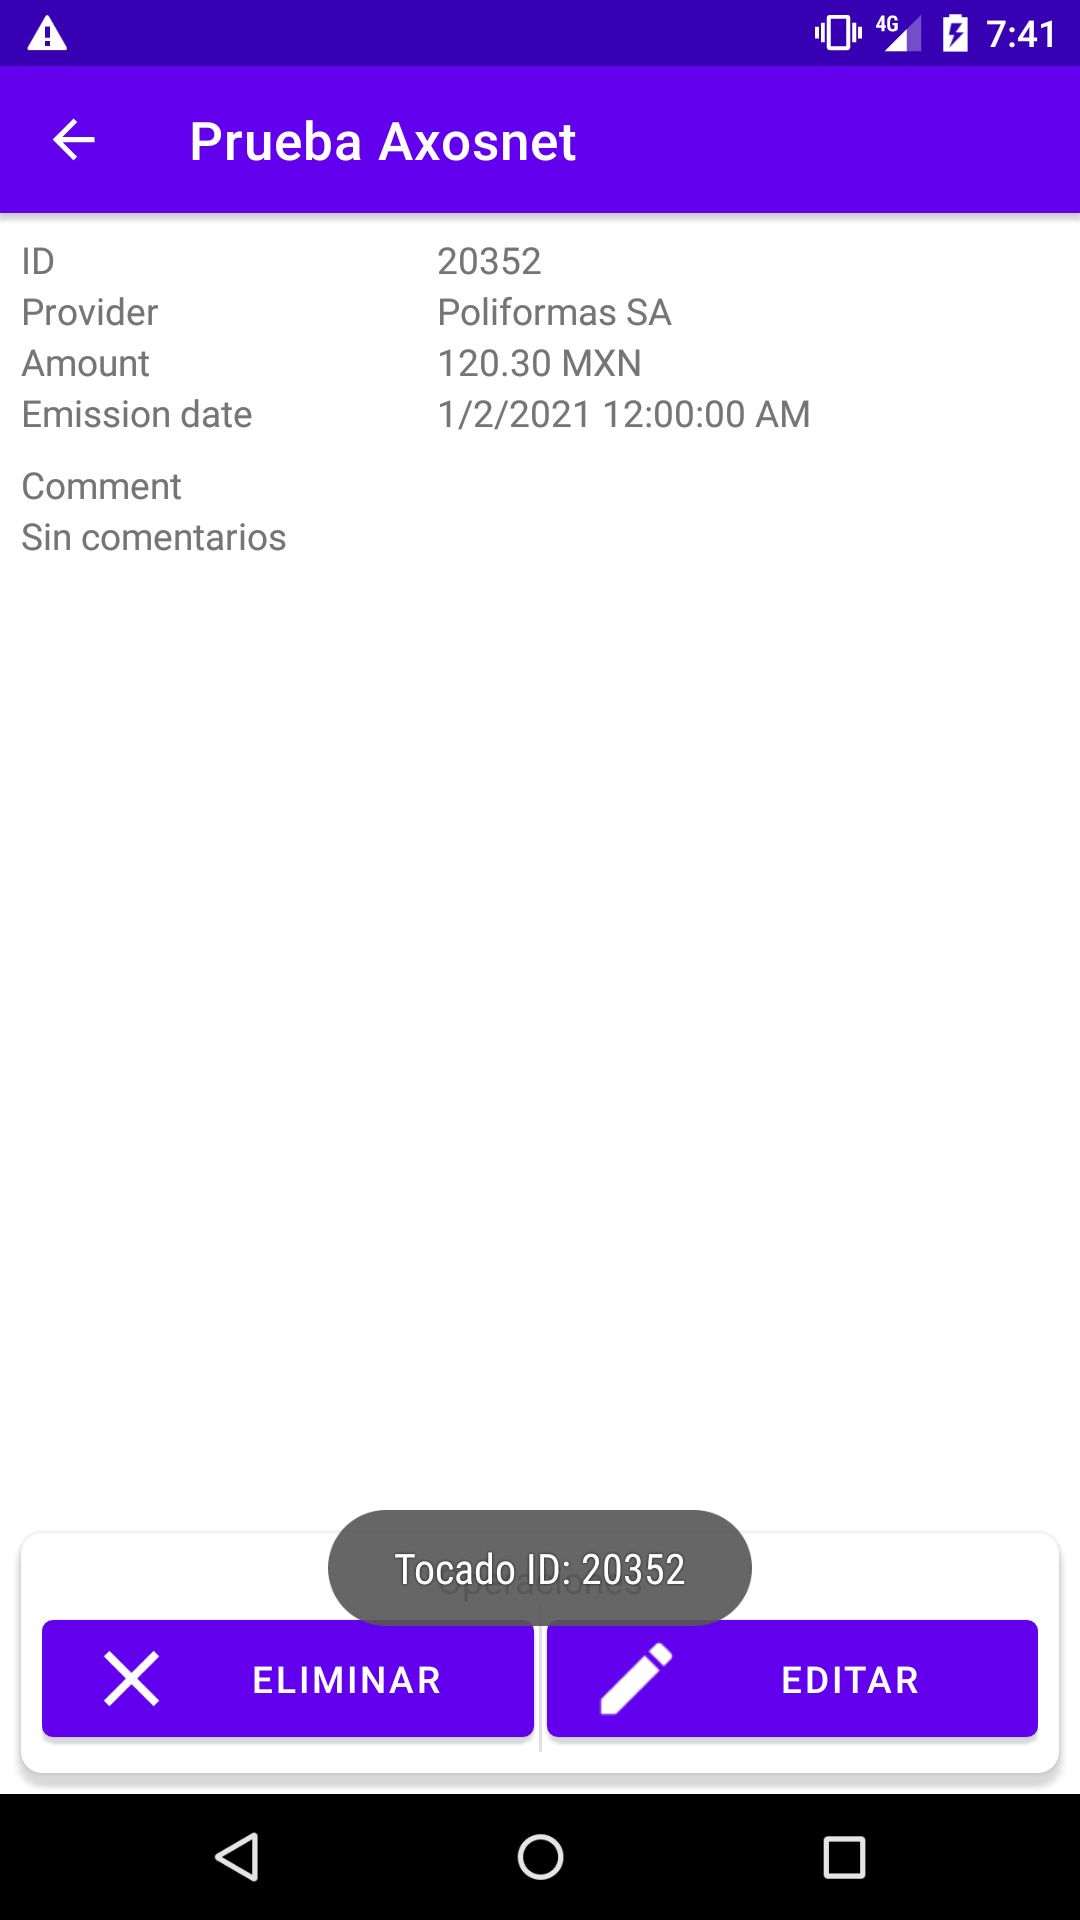 4G 7:41
Prueba Axosnet
ID 20352
Provider Poliformas SA
Amount 120.30 MXN
Emission date 1/2/2021 12:00:00 AM
Comment
Sin comentarios
Operaciones
Tocado ID: 20352
ELIMINAR EDITAR